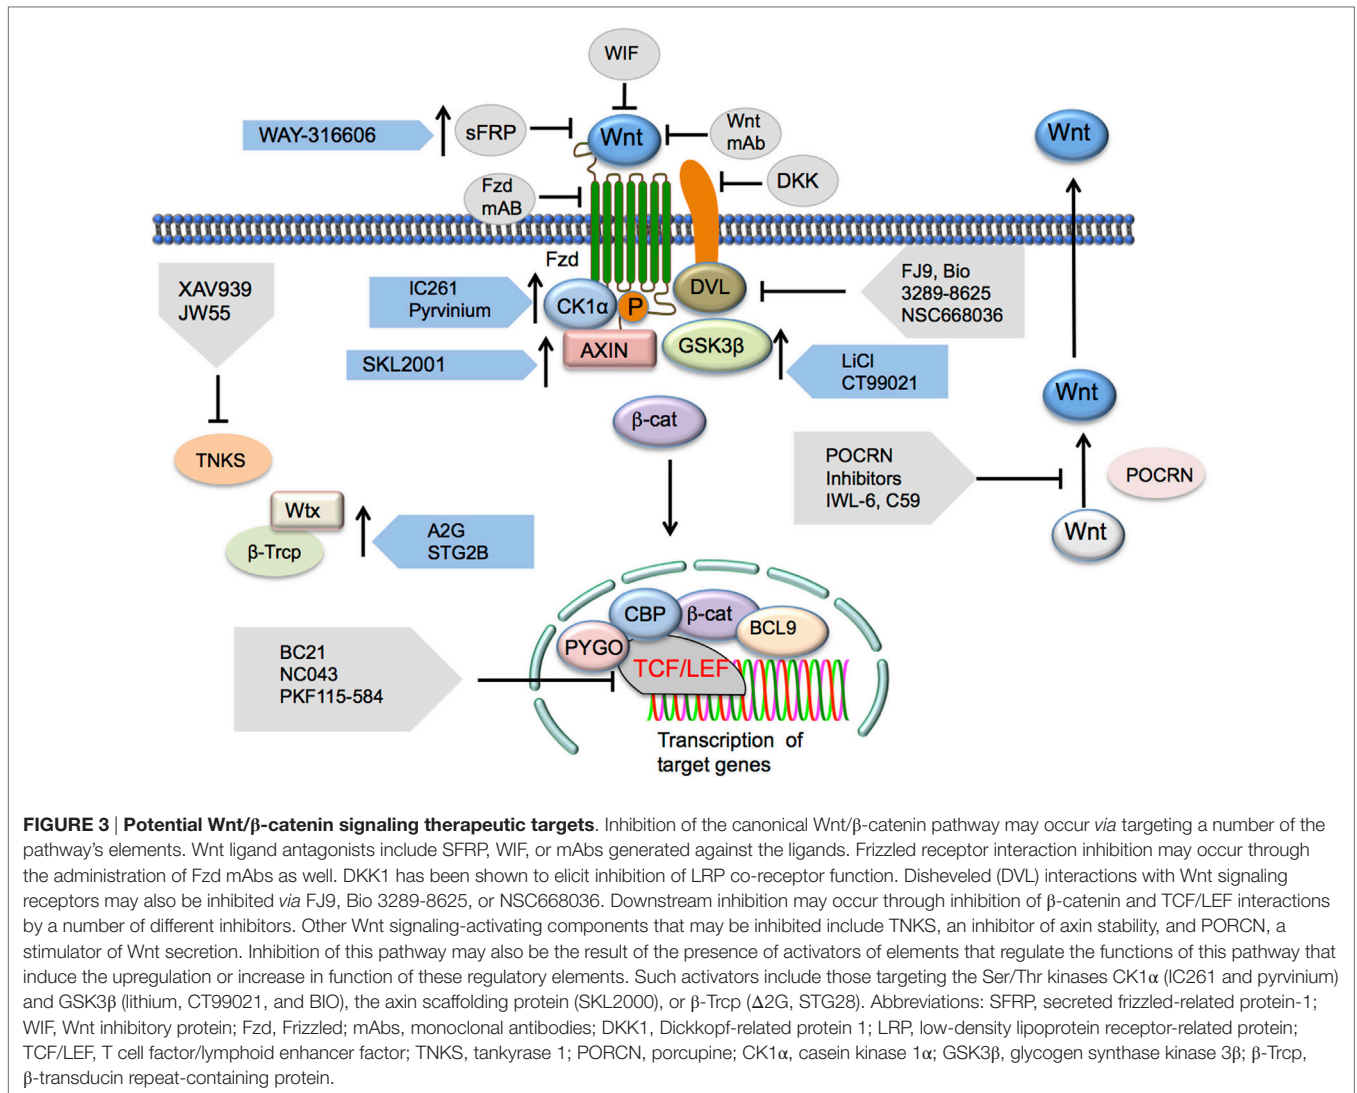 WIF
WAY-316606
sFRP
Wnt
Wnt
mAb
Wnt
Fzd
mAB
DKK
Fzd
XAV939
JW55
IC261
Pyrvinium
CK1α
P
DVL
FJ9, Bio
3289-8625
NSC668036
SKL2001
AXIN
GSK3β
LiCl
CT99021
Wnt
β-cat
TNKS
POCRN
Inhibitors
IWL-6, C59
POCRN
Wtx
β-Trcp
A2G
STG2B
Wnt
CBP
β-cat
BCL9
PYGO
TCF/LEF
BC21
NC043
PKF115-584
Transcription of
target genes
FIGURE 3 | Potential Wnt/β-catenin signaling therapeutic targets. Inhibition of the canonical Wnt/β-catenin pathway may occur via targeting a number of the
pathway's elements. Wnt ligand antagonists include SFRP, WIF, or mAbs generated against the ligands. Frizzled receptor interaction inhibition may occur through
the administration of Fzd mAbs as well. DKK1 has been shown to elicit inhibition of LRP co-receptor function. Disheveled (DVL) interactions with Wnt signaling
receptors may also be inhibited via FJ9, Bio 3289-8625, or NSC668036. Downstream inhibition may occur through inhibition of β-catenin and TCF/LEF interactions
by a number of different inhibitors. Other Wnt signaling-activating components that may be inhibited include TNKS, an inhibitor of axin stability, and PORCN, a
stimulator of Wnt secretion. Inhibition of this pathway may also be the result of the presence of activators of elements that regulate the functions of this pathway that
induce the upregulation or increase in function of these regulatory elements. Such activators include those targeting the Ser/Thr kinases CK1α (IC261 and pyrvinium)
and GSK3β (lithium, CT99021, and BIO), the axin scaffolding protein (SKL2000), or β-Trcp (Δ2G, STG28). Abbreviations: SFRP, secreted frizzled-related protein-1;
WIF, Wnt inhibitory protein; Fzd, Frizzled; mAbs, monoclonal antibodies; DKK1, Dickkopf-related protein 1; LRP, low-density lipoprotein receptor-related protein;
TCF/LEF, T cell factor/lymphoid enhancer factor; TNKS, tankyrase 1; PORCN, porcupine; CK1α, casein kinase 1α; GSK3β, glycogen synthase kinase 3β; β-Trcp,
β-transducin repeat-containing protein.